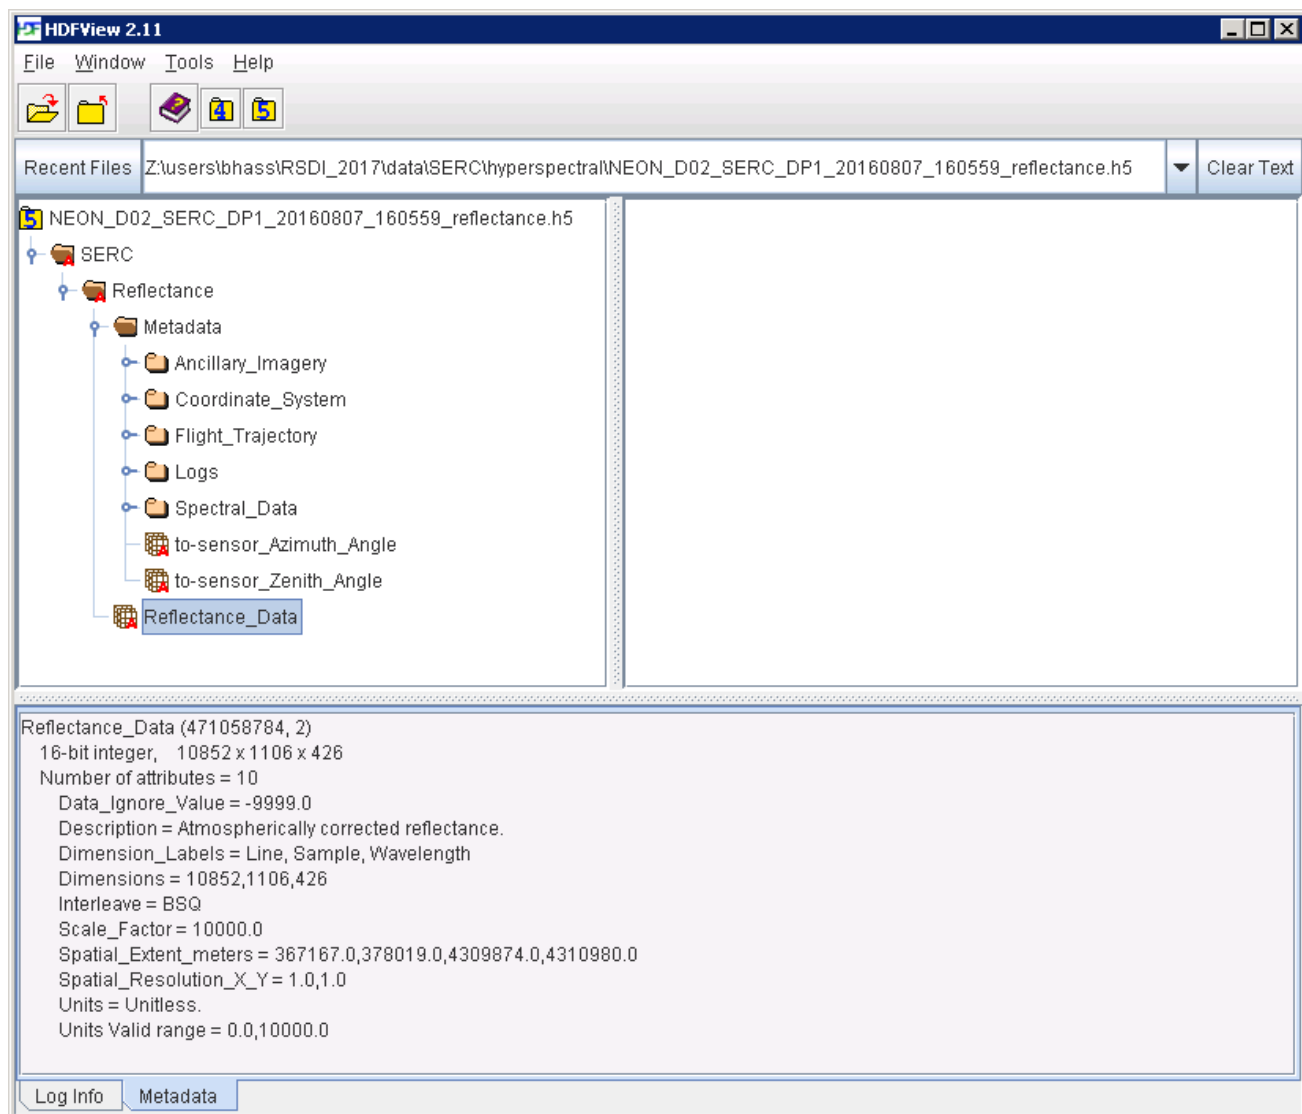 HDFView 2.11
File Window Tools Help
4 5
Recent Files Z:\users\bhass\RSDI_2017\data\SERC\hyperspectral\NEON_D02_SERC_DP1_20160807_160559_reflectance.h5 Clear Text
5 NEON_D02_SERC_DP1_20160807_160559_reflectance.h5
SERC
Reflectance
Metadata
Ancillary_Imagery
Coordinate_System
Flight_Trajectory
Logs
Spectral_Data
to-sensor_Azimuth_Angle
to-sensor_Zenith_Angle
Reflectance_Data
Reflectance_Data (471058784, 2)
16-bit integer, 10852 x 1106 x 426
Number of attributes = 10
Data_Ignore_Value = -9999.0
Description = Atmospherically corrected reflectance.
Dimension_Labels = Line, Sample, Wavelength
Dimensions = 10852,1106,426
Interleave = BSQ
Scale_Factor = 10000.0
Spatial_Extent_meters = 367167.0,378019.0,4309874.0,4310980.0
Spatial_Resolution_X_Y = 1.0,1.0
Units = Unitless.
Units Valid range = 0.0,10000.0
Log Info Metadata